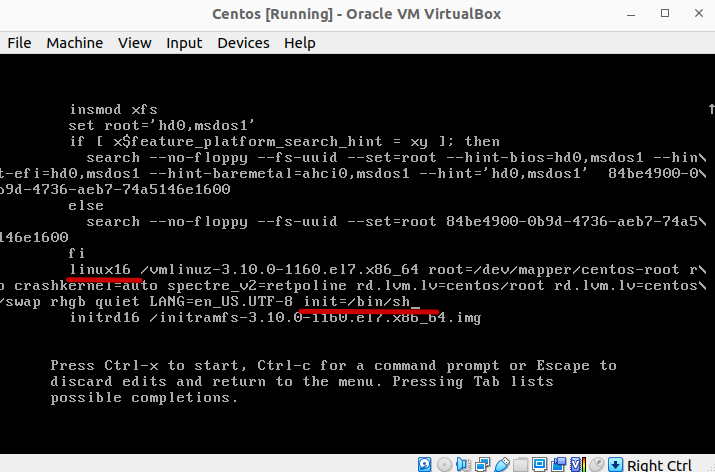 Centos [Running] - Oracle VM VirtualBox
File Machine View Input Devices Help
insmod xfs
set root='hd0,msdos1'
if [ x$feature_platform_search_hint = xy ]; then
search --no-floppy --fs-uuid --set=root --hint-bios=hd0,msdos1 --hin\
t-efi=hd0,msdos1 --hint-baremetal=ahci0,msdos1 --hint='hd0,msdos1' 84be4900-0\
b9d-4736-aeb7-74a5146e1600
else
search --no-floppy --fs-uuid --set=root 84be4900-0b9d-4736-aeb7-74a5\
146e1600
fi
linux16 /vmlinuz-3.10.0-1160.el7.x86_64 root=/dev/mapper/centos-root r\
o crashkernel=auto spectre_v2=retpoline rd.lvm.lv=centos/root rd.lvm.lv=centos\
/swap rhgb quiet LANG=en_US.UTF-8 init=/bin/sh_
initrd16 /initramfs-3.10.0-1160.el7.x86_64.img
Press Ctrl-x to start, Ctrl-c for a command prompt or Escape to
discard edits and return to the menu. Pressing Tab lists
possible completions.
Right Ctrl